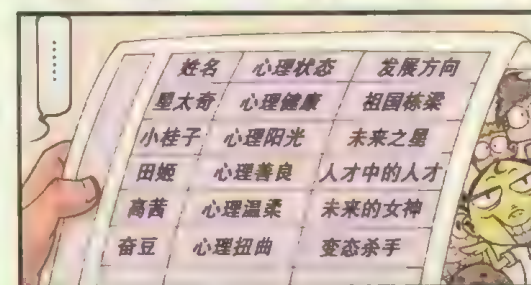 ……
姓名 心理状态 发展方向
星太奇 心理健康 祖国栋梁
小桂子 心理阳光 未来之星
田姬 心理善良 人才中的人才
高茜 心理温柔 未来的女神
奋豆 心理扭曲 变态杀手